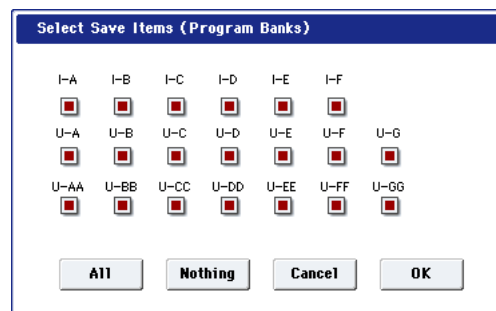 Select Save Items (Program Banks)
I-A I-B I-C I-D I-E I-F
U-A U-B U-C U-D U-E U-F U-G
U-AA U-BB U-CC U-DD U-EE U-FF U-GG
All Nothing Cancel OK